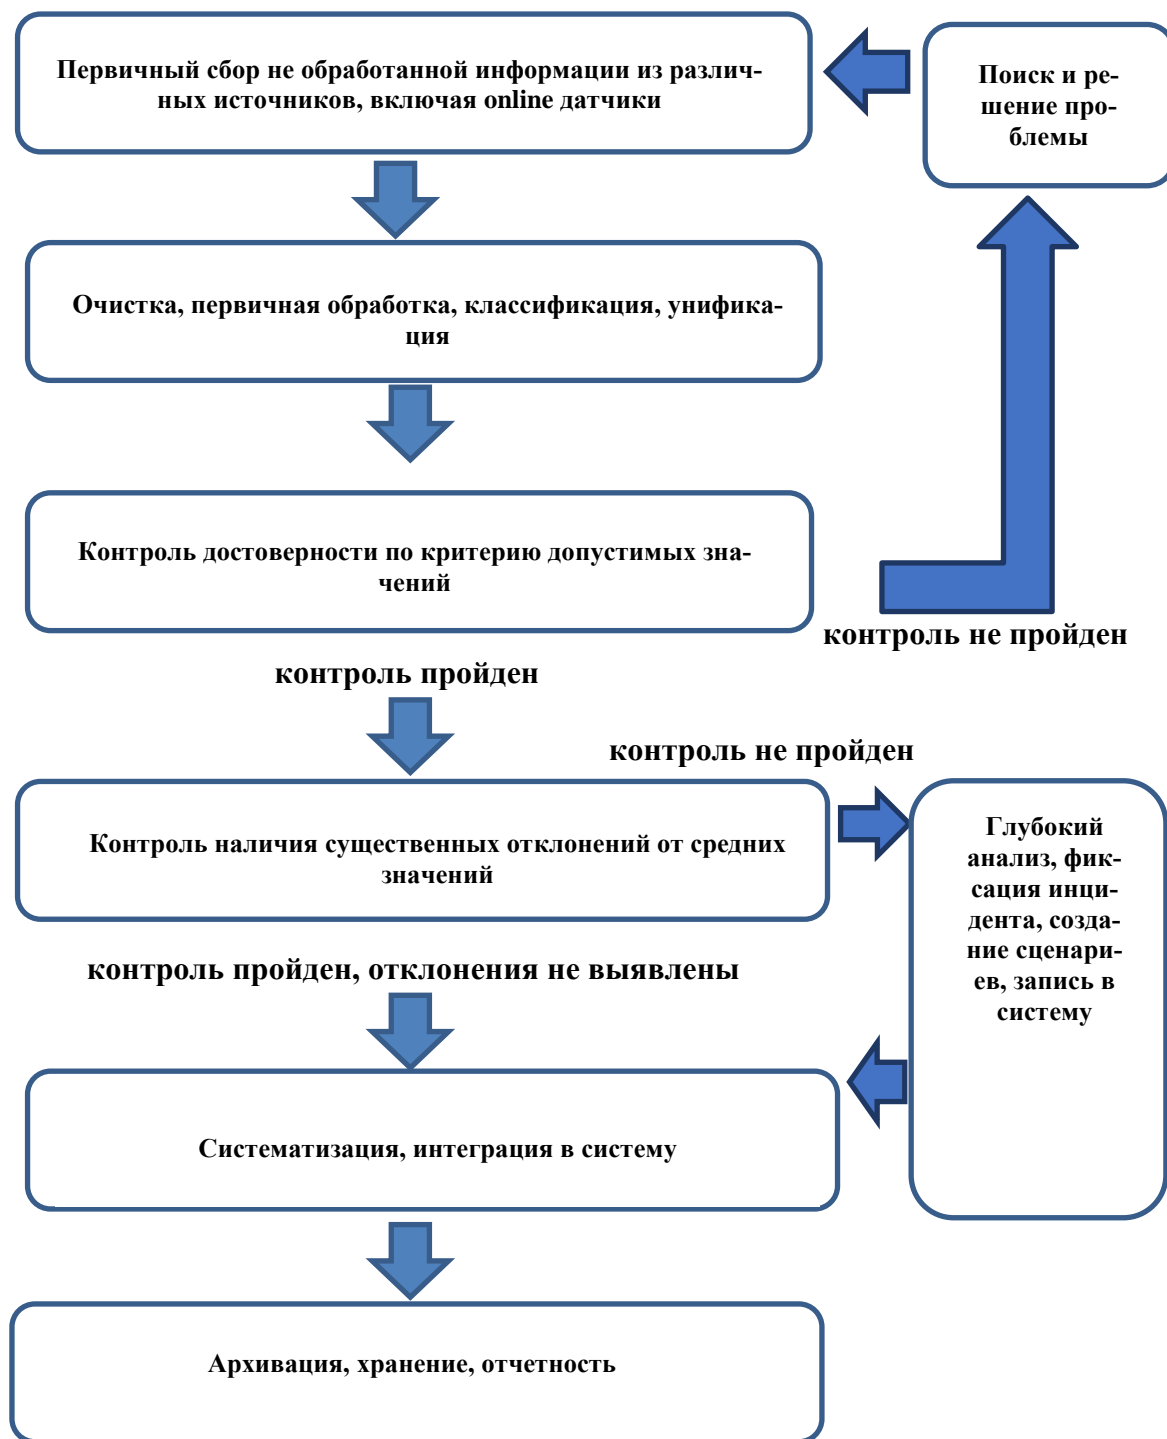 Первичный сбор не обработанной информации из различ-
ных источников, включая online датчики
Поиск и ре-
шение про-
блемы
Очистка, первичная обработка, классификация, унифика-
ция
Контроль достоверности по критерию допустимых зна-
чений
контроль не пройден
контроль пройден
контроль не пройден
Контроль наличия существенных отклонений от средних
значений
Глубокий
анализ, фик-
сация инци-
дента, созда-
ние сценари-
ев, запись в
систему
контроль пройден, отклонения не выявлены
Систематизация, интеграция в систему
Архивация, хранение, отчетность